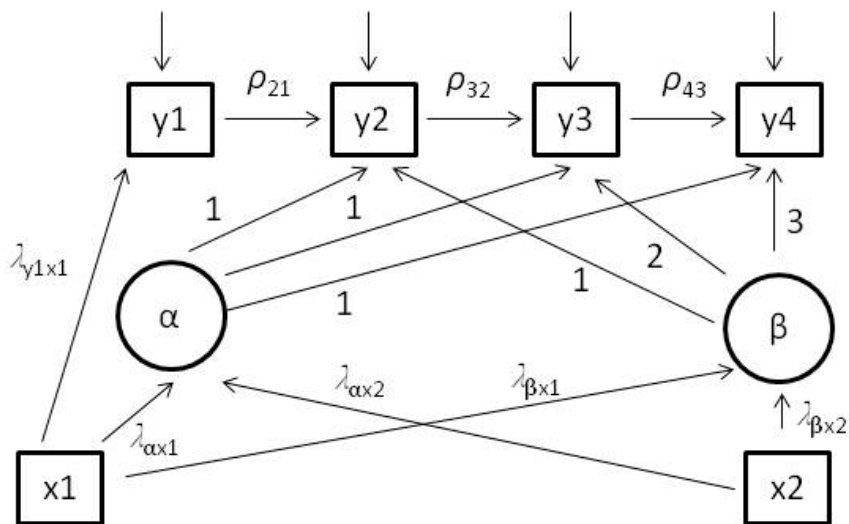 ρ21 ρ32 ρ43
y1 y2 y3 y4
1 1
λy1x1 2 3
α 1 1 β
λαx2 λβx1
λαx1 λβx2
x1 x2